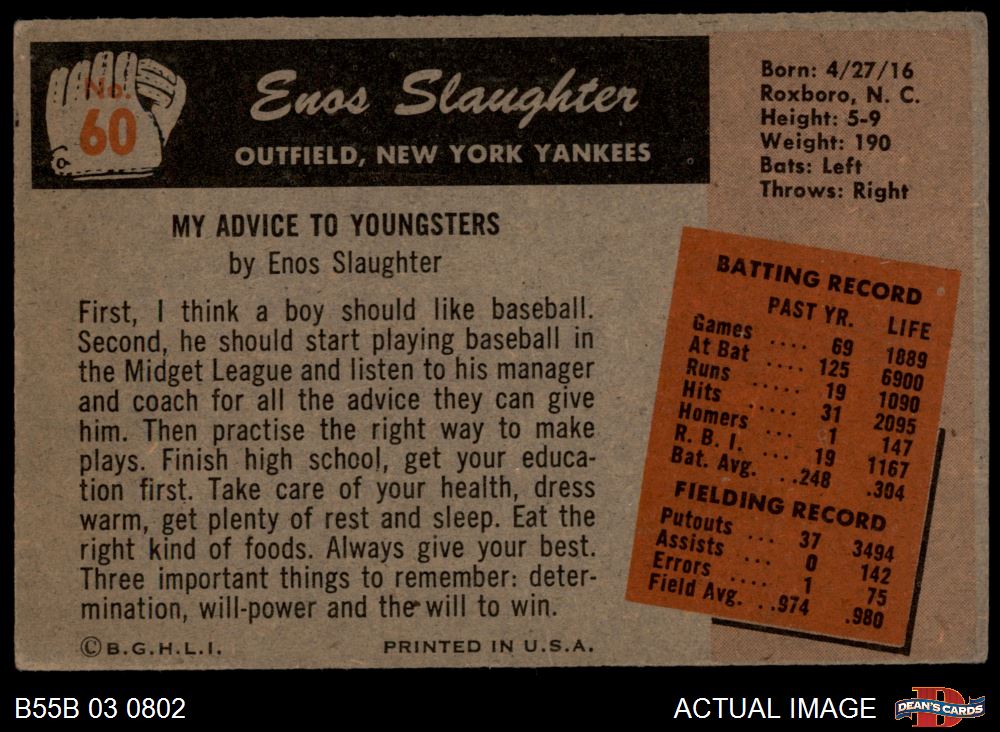 No.
60
Enos Slaughter
OUTFIELD, NEW YORK YANKEES
Born: 4/27/16
Roxboro, N. C.
Height: 5-9
Weight: 190
Bats: Left
Throws: Right
MY ADVICE TO YOUNGSTERS
by Enos Slaughter
First, I think a boy should like baseball.
Second, he should start playing baseball in
the Midget League and listen to his manager
and coach for all the advice they can give
him. Then practise the right way to make
plays. Finish high school, get your educa-
tion first. Take care of your health, dress
warm, get plenty of rest and sleep. Eat the
right kind of foods. Always give your best.
Three important things to remember: deter-
mination, will-power and the will to win.
BATTING RECORD
PAST YR. LIFE
Games .... 69 1889
At Bat .... 125 6900
Runs ..... 19 1090
Hits ..... 31 2095
Homers ... 1 147
R. B. I. ... 19 1167
Bat. Avg. ..248 .304
FIELDING RECORD
Putouts ... 37 3494
Assists ... 0 142
Errors .... 1 75
Field Avg. ..974 .980
©B.G.H.L.I. PRINTED IN U.S.A.
B55B 03 0802 ACTUAL IMAGE
D
DEAN'S CARDS